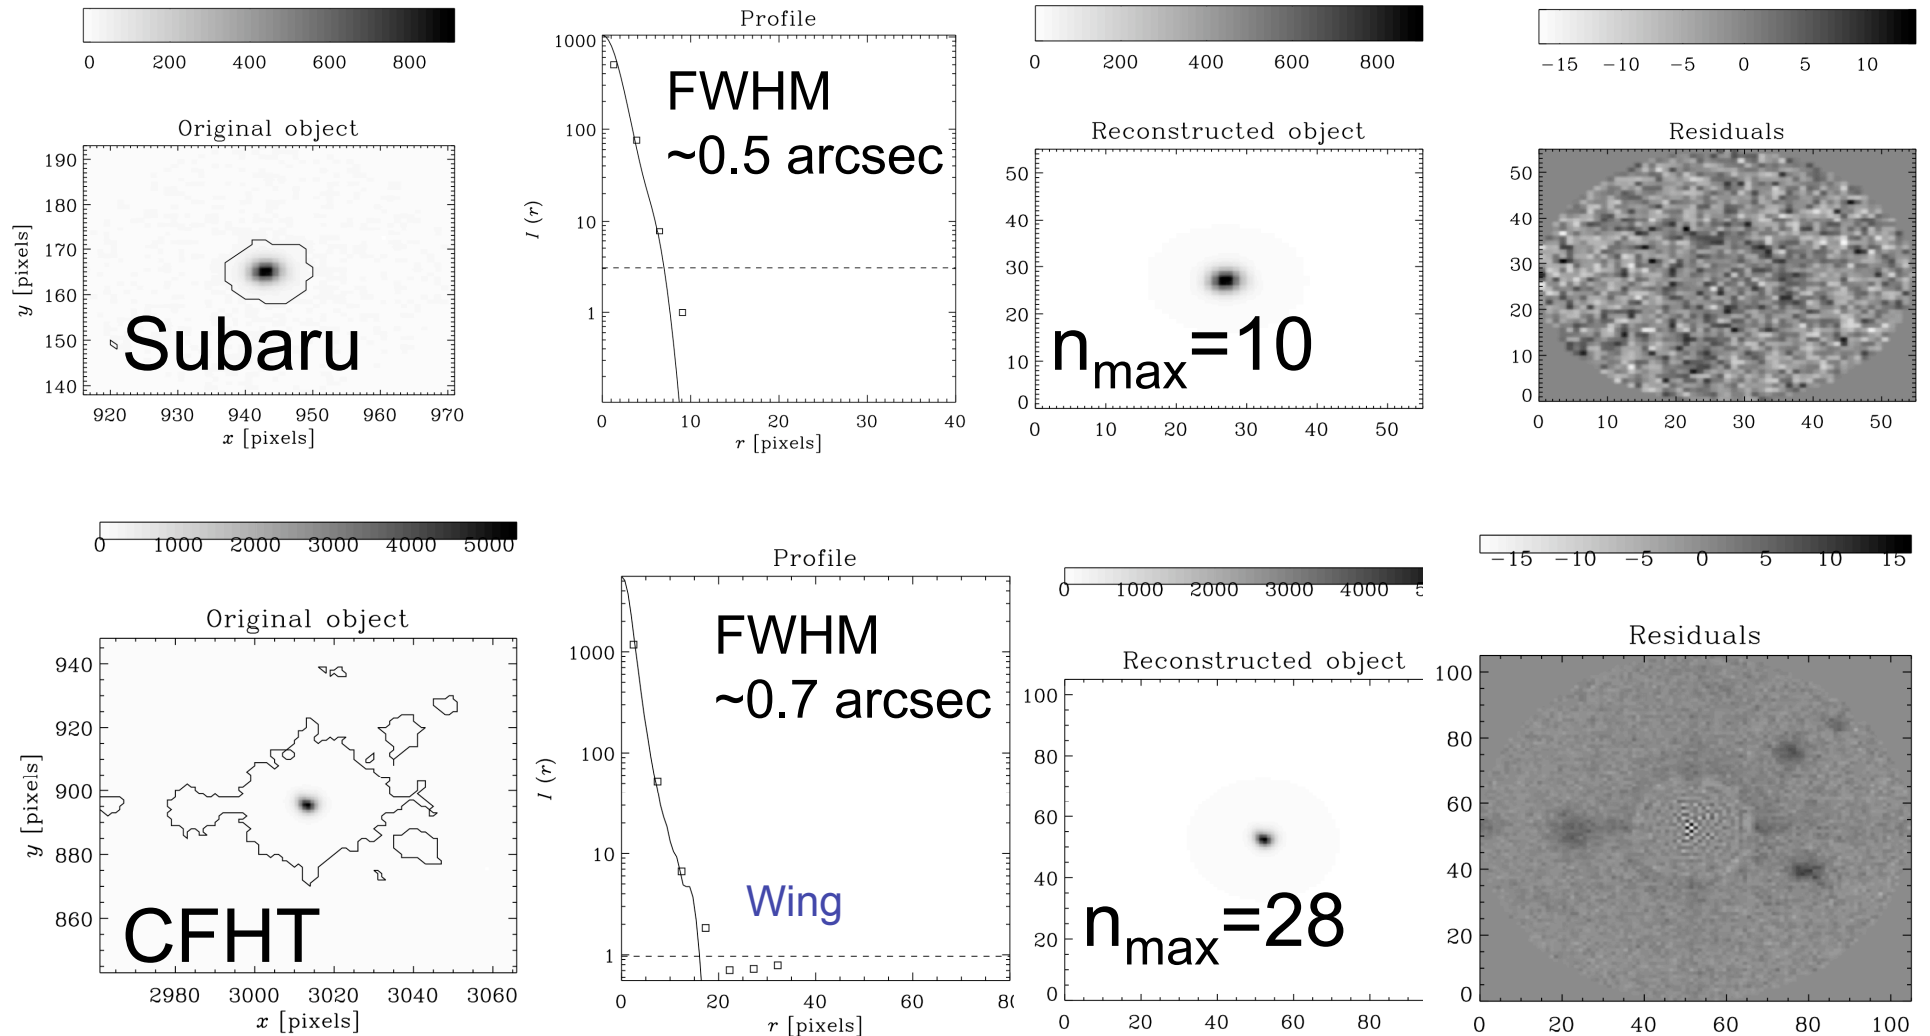 0 200 400 600 800
Original object
190
180
170
160
150
140
y [pixels]
Subaru
920 930 940 950 960 970
x [pixels]
Profile
1000
100
10
1
I (r)
FWHM
~0.5 arcsec
0 10 20 30 40
r [pixels]
0 200 400 600 800
Reconstructed object
50
40
30
20
10
0
nmax=10
0 10 20 30 40 50
−15 −10 −5 0 5 10
Residuals
50
40
30
20
10
0
0 10 20 30 40 50
0 1000 2000 3000 4000 5000
Original object
940
920
900
880
860
y [pixels]
CFHT
2980 3000 3020 3040 3060
x [pixels]
Profile
1000
100
10
1
I (r)
FWHM
~0.7 arcsec
Wing
0 20 40 60 80
r [pixels]
0 1000 2000 3000 4000 5
Reconstructed object
100
80
60
40
20
0
nmax=28
0 20 40 60 80
−15 −10 −5 0 5 10 15
Residuals
100
80
60
40
20
0
0 20 40 60 80 100